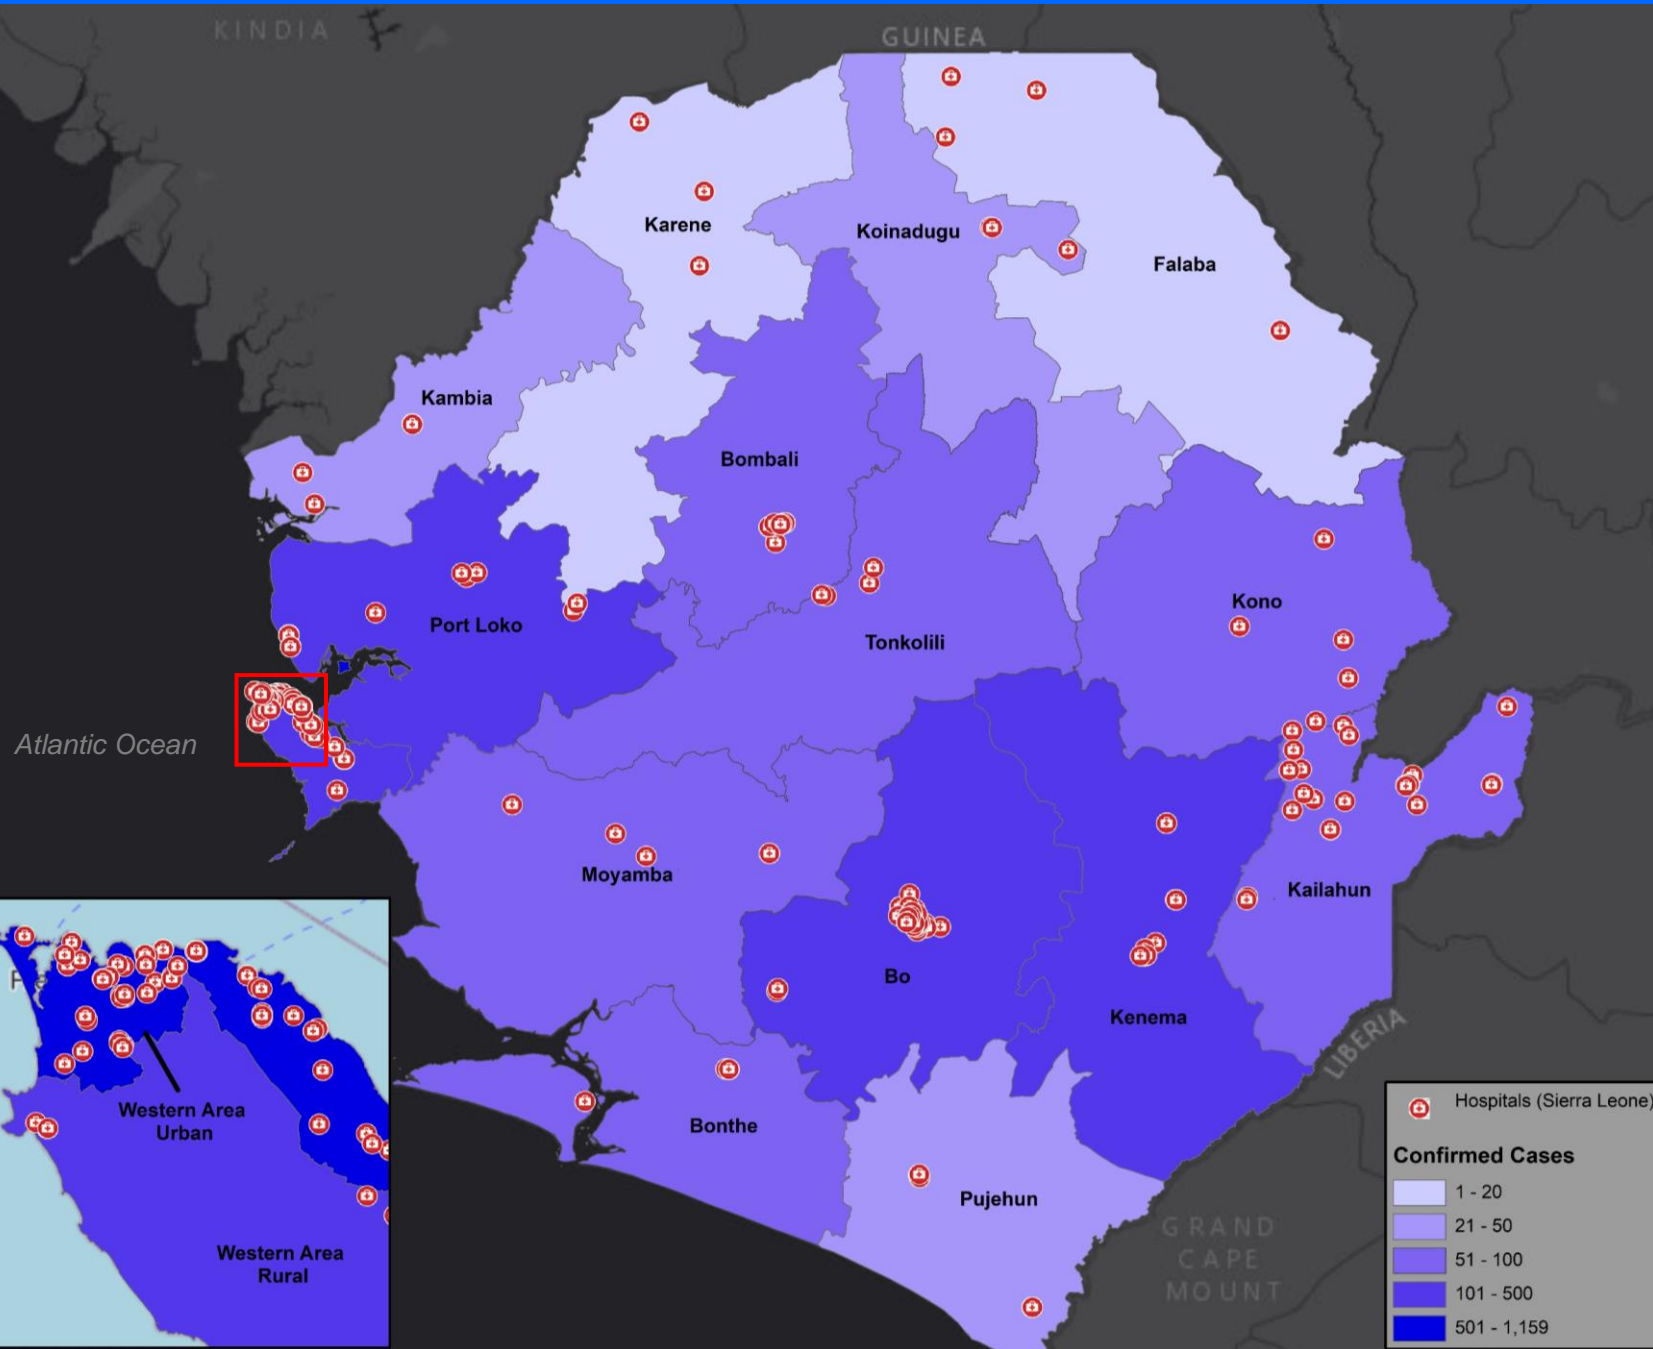 KINDIA
GUINEA
Karene
Koinadugu
Falaba
Kambia
Bombali
Kono
Port Loko
Tonkolili
Atlantic Ocean
Moyamba
Kailahun
Bo
Kenema
LIBERIA
Western Area
Urban
Bonthe
Pujehun
Western Area
Rural
GRAND
CAPE
MOUNT
Hospitals (Sierra Leone)
Confirmed Cases
1 - 20
21 - 50
51 - 100
101 - 500
501 - 1,159